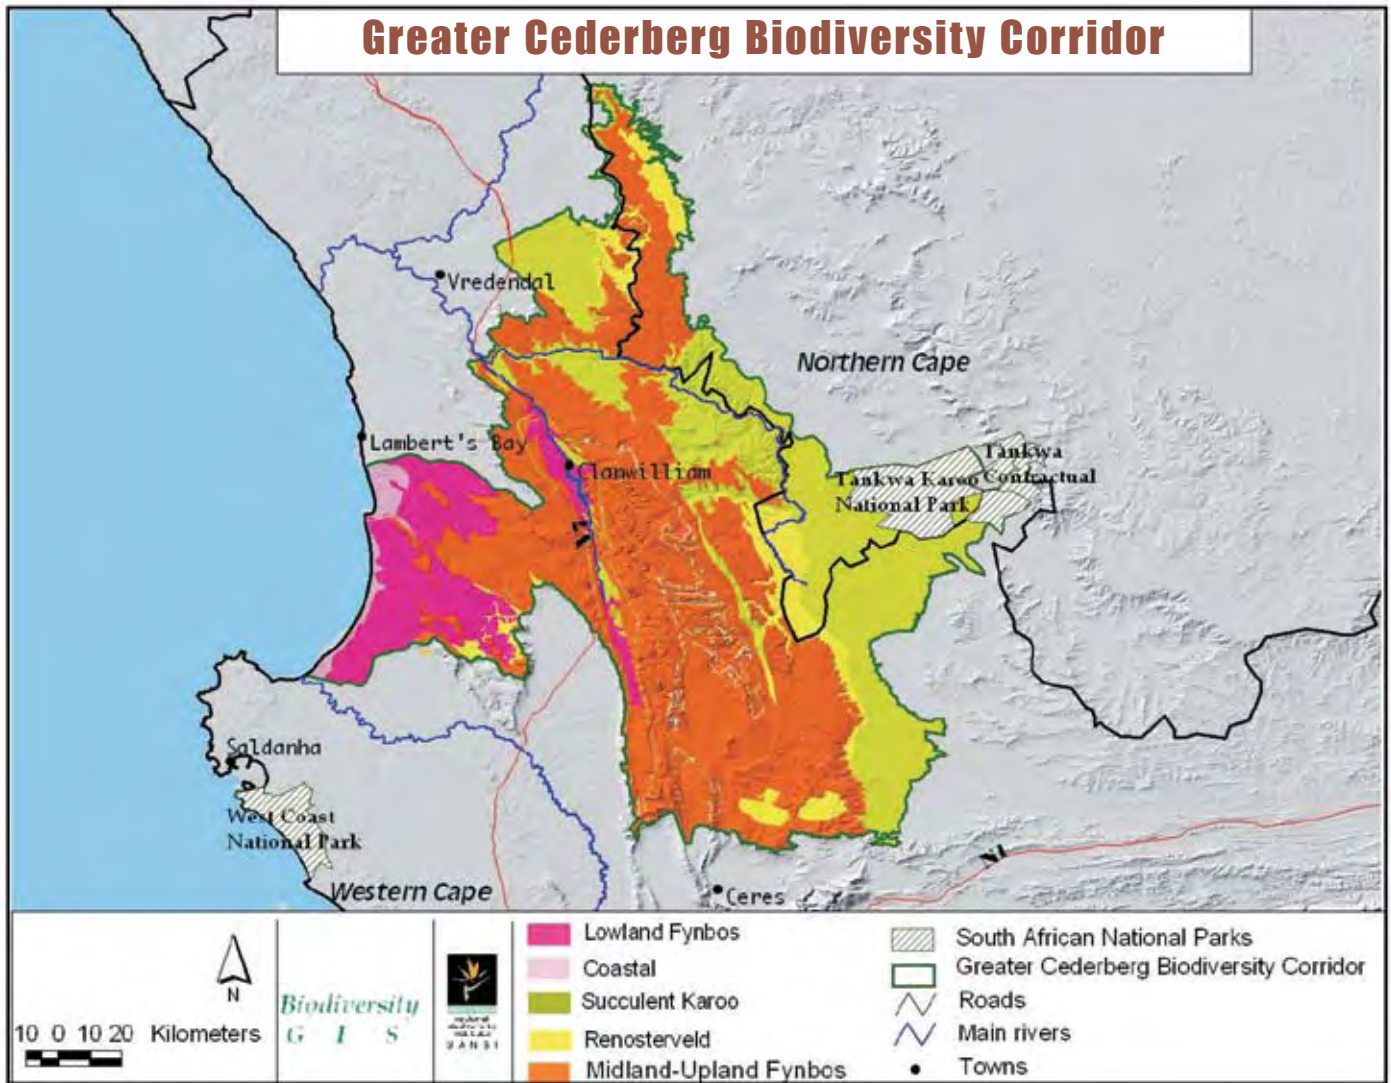 Greater Cederberg Biodiversity Corridor
Vredendal
Northern Cape
Lambert's Bay
Clanwilliam
Tankwa
Contractual
Tankwa Karoo
National Park
N7
Saldanha
West Coast
National Park
Western Cape
N1
Ceres
N
10 0 10 20 Kilometers
Biodiversity
G I S
SANBI
Lowland Fynbos
Coastal
Succulent Karoo
Renosterveld
Midland-Upland Fynbos
South African National Parks
Greater Cederberg Biodiversity Corridor
Roads
Main rivers
Towns